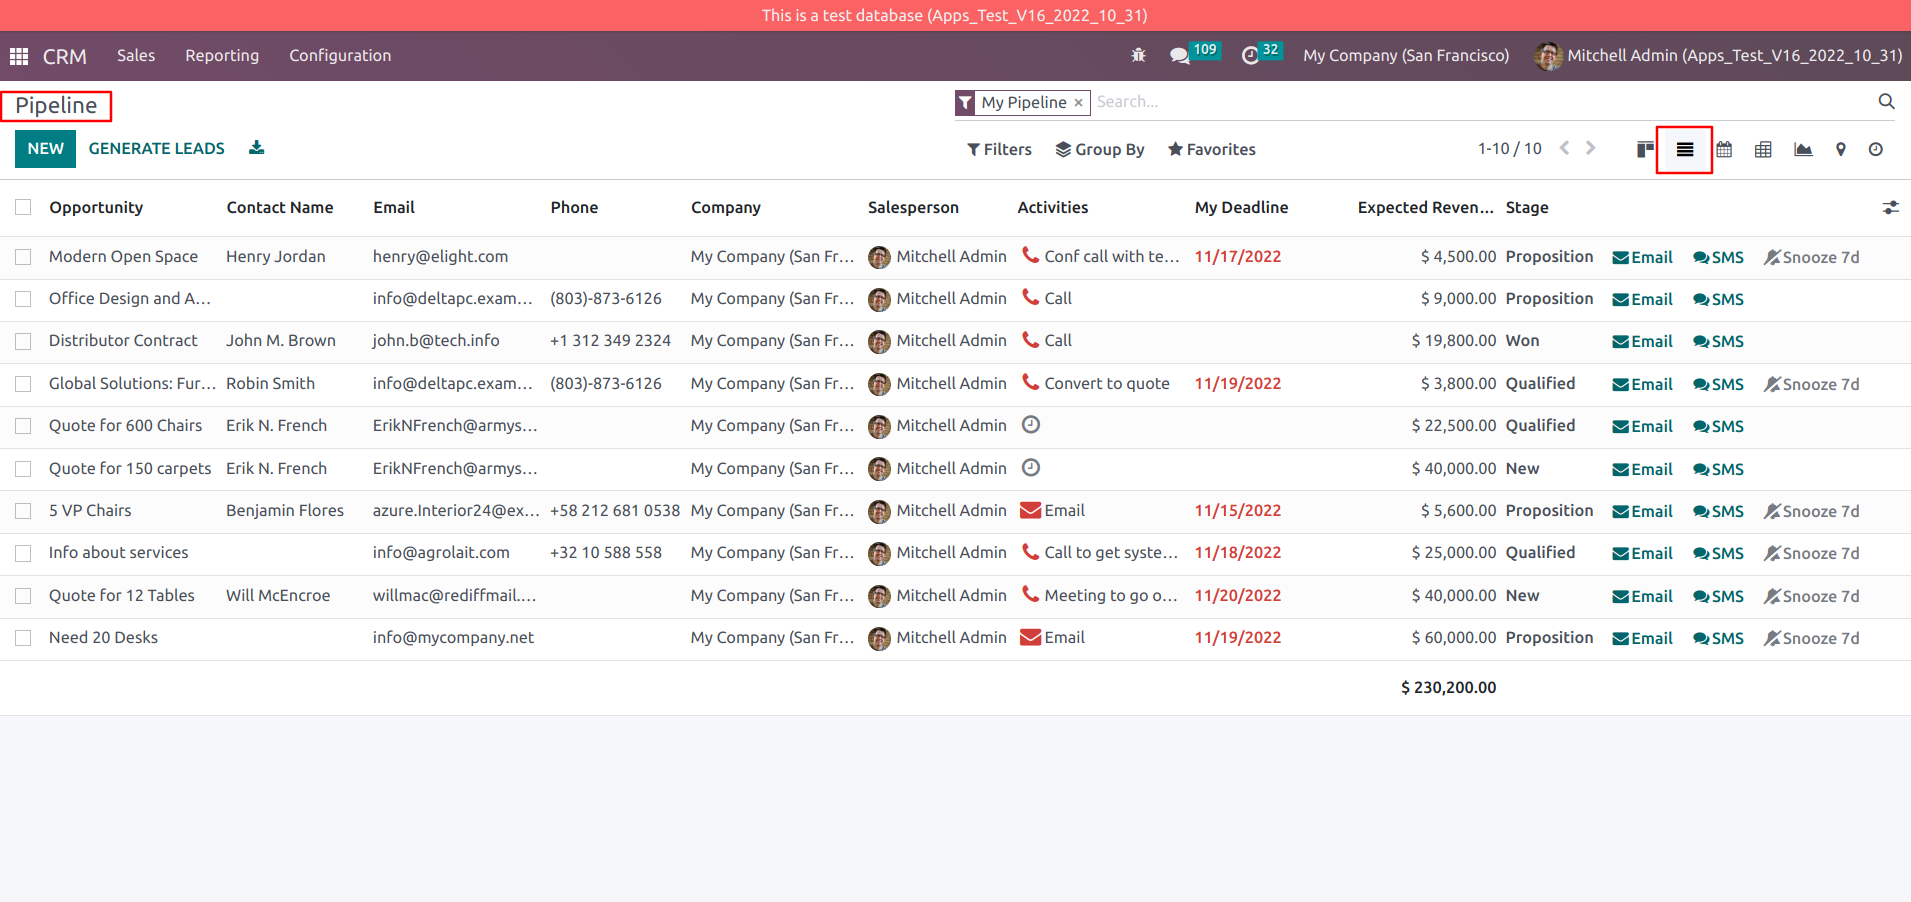 This is a test database (Apps_Test_V16_2022_10_31)
CRM Sales Reporting Configuration 109 32 My Company (San Francisco) Mitchell Admin (Apps_Test_V16_2022_10_31)
Pipeline My Pipeline × Search...
NEW GENERATE LEADS Filters Group By Favorites 1-10 / 10
Opportunity Contact Name Email Phone Company Salesperson Activities My Deadline Expected Reven... Stage
Modern Open Space Henry Jordan henry@elight.com My Company (San Fr... Mitchell Admin Conf call with te... 11/17/2022 $ 4,500.00 Proposition Email SMS Snooze 7d
Office Design and A... info@deltapc.exam... (803)-873-6126 My Company (San Fr... Mitchell Admin Call $ 9,000.00 Proposition Email SMS
Distributor Contract John M. Brown john.b@tech.info +1 312 349 2324 My Company (San Fr... Mitchell Admin Call $ 19,800.00 Won Email SMS
Global Solutions: Fur... Robin Smith info@deltapc.exam... (803)-873-6126 My Company (San Fr... Mitchell Admin Convert to quote 11/19/2022 $ 3,800.00 Qualified Email SMS Snooze 7d
Quote for 600 Chairs Erik N. French ErikNFrench@armys... My Company (San Fr... Mitchell Admin $ 22,500.00 Qualified Email SMS
Quote for 150 carpets Erik N. French ErikNFrench@armys... My Company (San Fr... Mitchell Admin $ 40,000.00 New Email SMS
5 VP Chairs Benjamin Flores azure.Interior24@ex... +58 212 681 0538 My Company (San Fr... Mitchell Admin Email 11/15/2022 $ 5,600.00 Proposition Email SMS Snooze 7d
Info about services info@agrolait.com +32 10 588 558 My Company (San Fr... Mitchell Admin Call to get syste... 11/18/2022 $ 25,000.00 Qualified Email SMS Snooze 7d
Quote for 12 Tables Will McEncroe willmac@rediffmail.... My Company (San Fr... Mitchell Admin Meeting to go o... 11/20/2022 $ 40,000.00 New Email SMS Snooze 7d
Need 20 Desks info@mycompany.net My Company (San Fr... Mitchell Admin Email 11/19/2022 $ 60,000.00 Proposition Email SMS Snooze 7d
$ 230,200.00